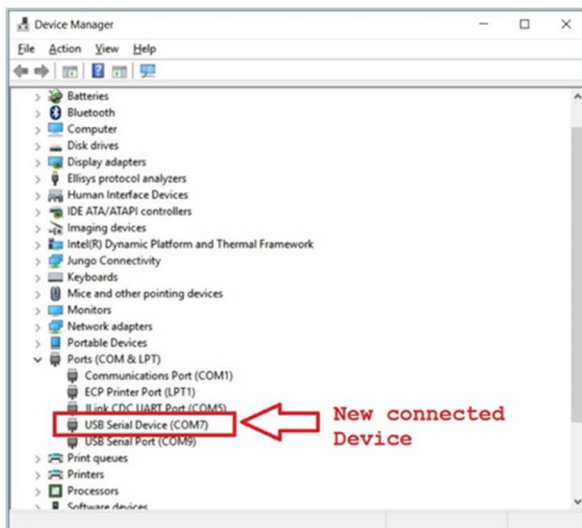 Device Manager
File Action View Help
Batteries
Bluetooth
Computer
Disk drives
Display adapters
Ellisys protocol analyzers
Human Interface Devices
IDE ATA/ATAPI controllers
Imaging devices
Intel(R) Dynamic Platform and Thermal Framework
Jungo Connectivity
Keyboards
Mice and other pointing devices
Monitors
Network adapters
Portable Devices
Ports (COM & LPT)
Communications Port (COM1)
ECP Printer Port (LPT1)
JLink CDC UART Port (COM5)
USB Serial Device (COM7)
USB Serial Port (COM9)
Print queues
Printers
Processors
Software devices
New connected
Device